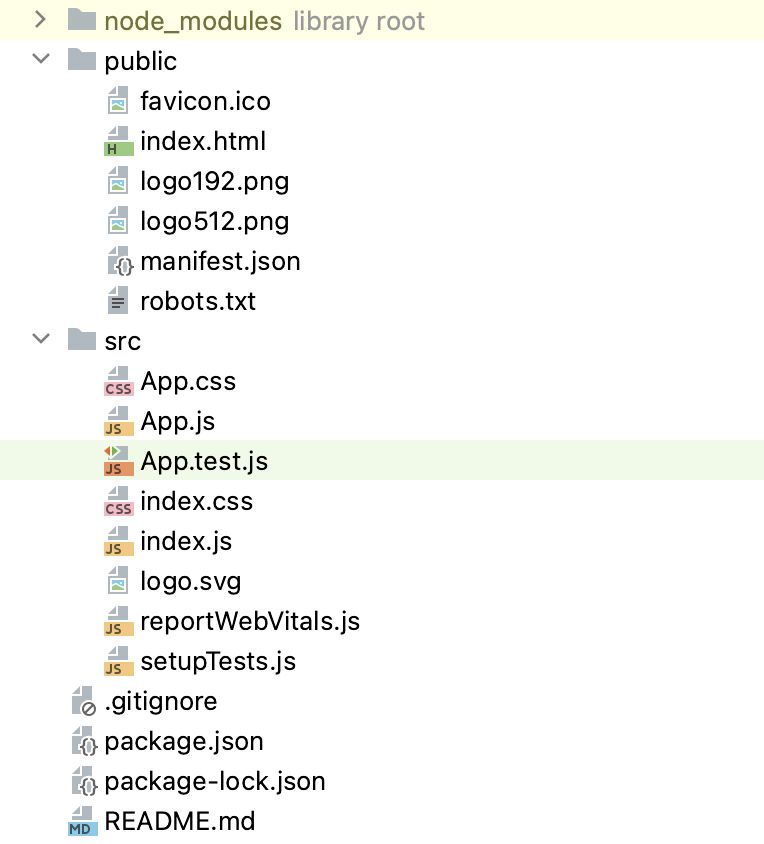 node_modules library root
public
favicon.ico
H index.html
logo192.png
logo512.png
{} manifest.json
robots.txt
src
CSS App.css
JS App.js
JS App.test.js
CSS index.css
JS index.js
logo.svg
JS reportWebVitals.js
JS setupTests.js
.gitignore
{} package.json
{} package-lock.json
MD README.md